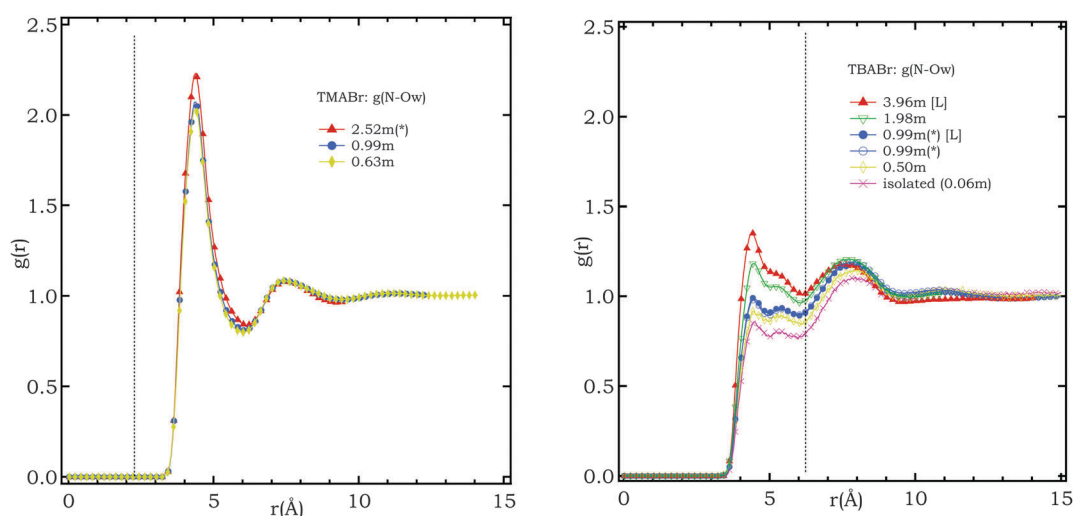 2.5
2.0
1.5
1.0
0.5
0.0
g(r)
TMABr: g(N-Ow)
2.52m(*)
0.99m
0.63m
0 5 10 15
r(Å)
2.5
2.0
1.5
1.0
0.5
0.0
g(r)
TBABr: g(N-Ow)
3.96m [L]
1.98m
0.99m(*) [L]
0.99m(*)
0.50m
isolated (0.06m)
0 5 10 15
r(Å)